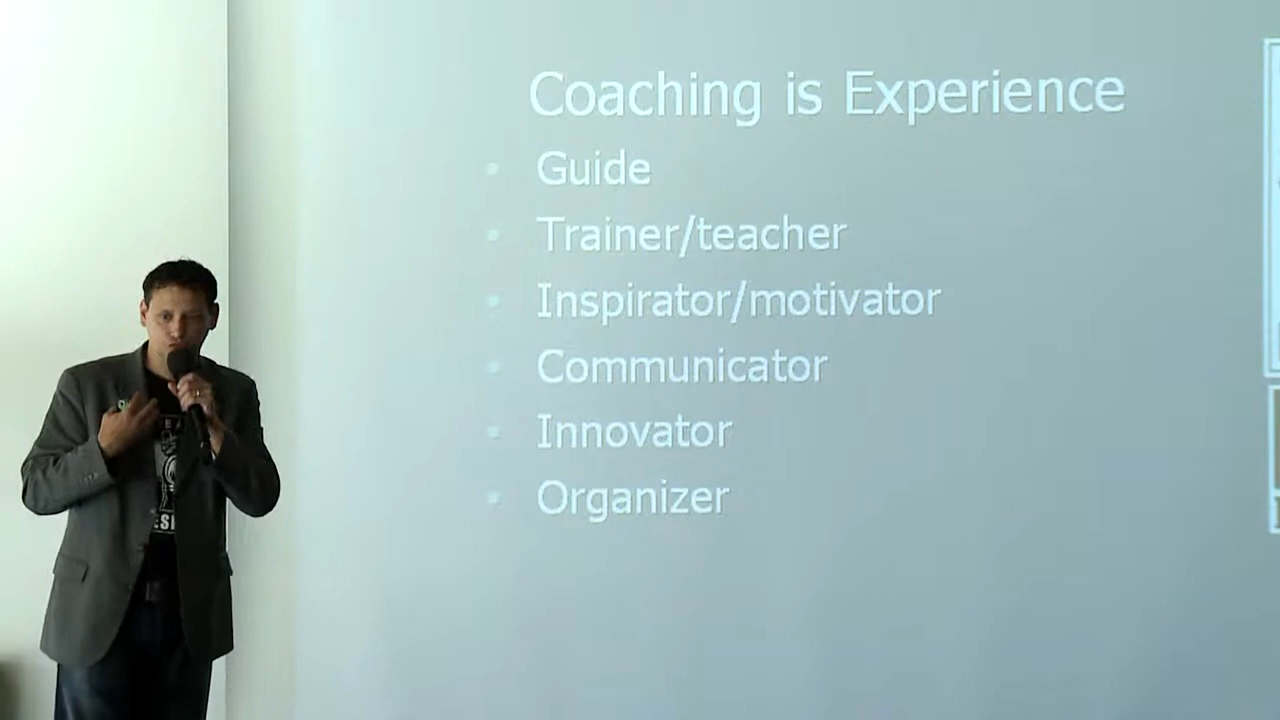 Coaching is Experience
• Guide
• Trainer/teacher
• Inspirator/motivator
• Communicator
• Innovator
• Organizer